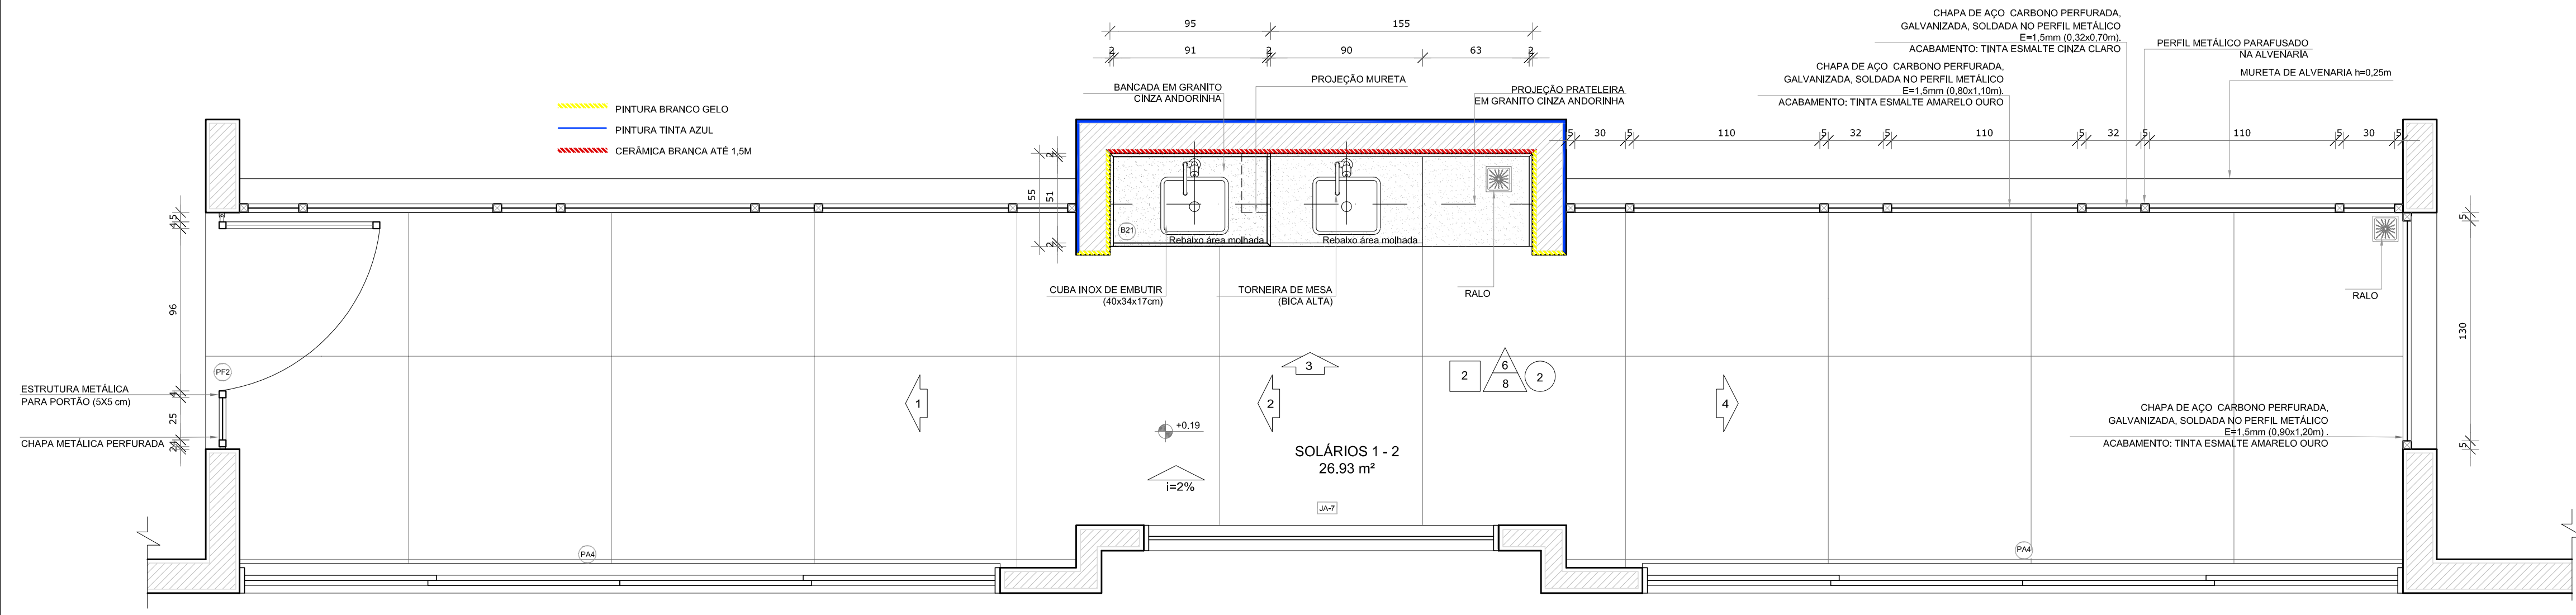 95
155
2
91
2
90
63
2
CHAPA DE AÇO CARBONO PERFURADA,
GALVANIZADA, SOLDADA NO PERFIL METÁLICO
E=1,5mm (0,32x0,70m).
ACABAMENTO: TINTA ESMALTE CINZA CLARO
PERFIL METÁLICO PARAFUSADO
NA ALVENARIA
MURETA DE ALVENARIA h=0,25m
CHAPA DE AÇO CARBONO PERFURADA,
GALVANIZADA, SOLDADA NO PERFIL METÁLICO
E=1,5mm (0,80x1,10m).
ACABAMENTO: TINTA ESMALTE AMARELO OURO
BANCADA EM GRANITO
CINZA ANDORINHA
PROJEÇÃO MURETA
PROJEÇÃO PRATELEIRA
EM GRANITO CINZA ANDORINHA
PINTURA BRANCO GELO
PINTURA TINTA AZUL
CERÂMICA BRANCA ATÉ 1,5M
5
30
5
110
5
32
5
110
5
32
5
110
5
30
5
2
55
51
2
B21
Rebaixo área molhada
Rebaixo área molhada
CUBA INOX DE EMBUTIR
(40x34x17cm)
TORNEIRA DE MESA
(BICA ALTA)
RALO
RALO
96
PF2
4
25
ESTRUTURA METÁLICA
PARA PORTÃO (5X5 cm)
CHAPA METÁLICA PERFURADA
5
130
5
1
2
3
4
2
6
8
2
+0.19
i=2%
SOLÁRIOS 1 - 2
26.93 m²
JA-7
CHAPA DE AÇO CARBONO PERFURADA,
GALVANIZADA, SOLDADA NO PERFIL METÁLICO
E=1,5mm (0,90x1,20m) .
ACABAMENTO: TINTA ESMALTE AMARELO OURO
PA4
PA4